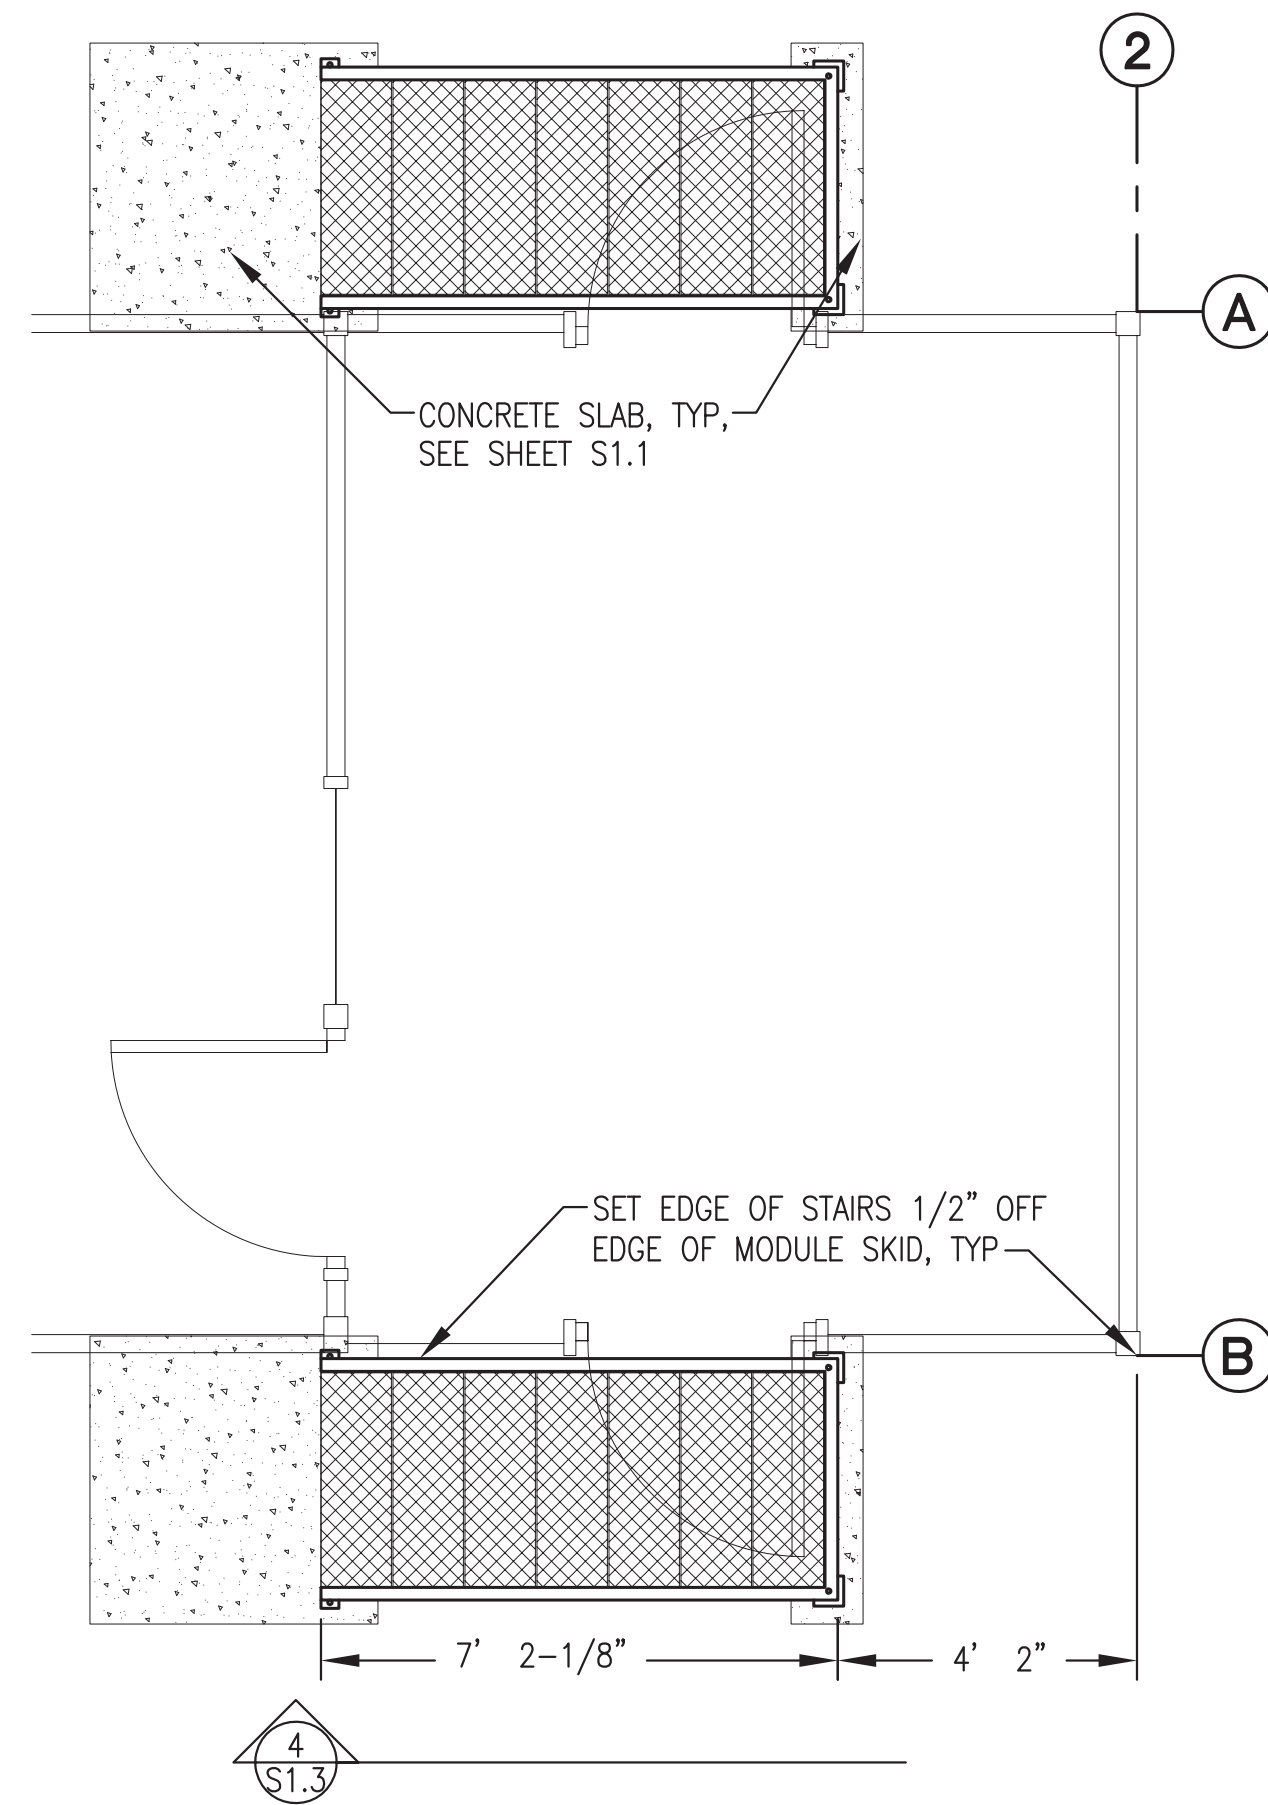 2
A
CONCRETE SLAB, TYP,
SEE SHEET S1.1
SET EDGE OF STAIRS 1/2" OFF
EDGE OF MODULE SKID, TYP
B
7' 2-1/8"
4' 2"
4
S1.3